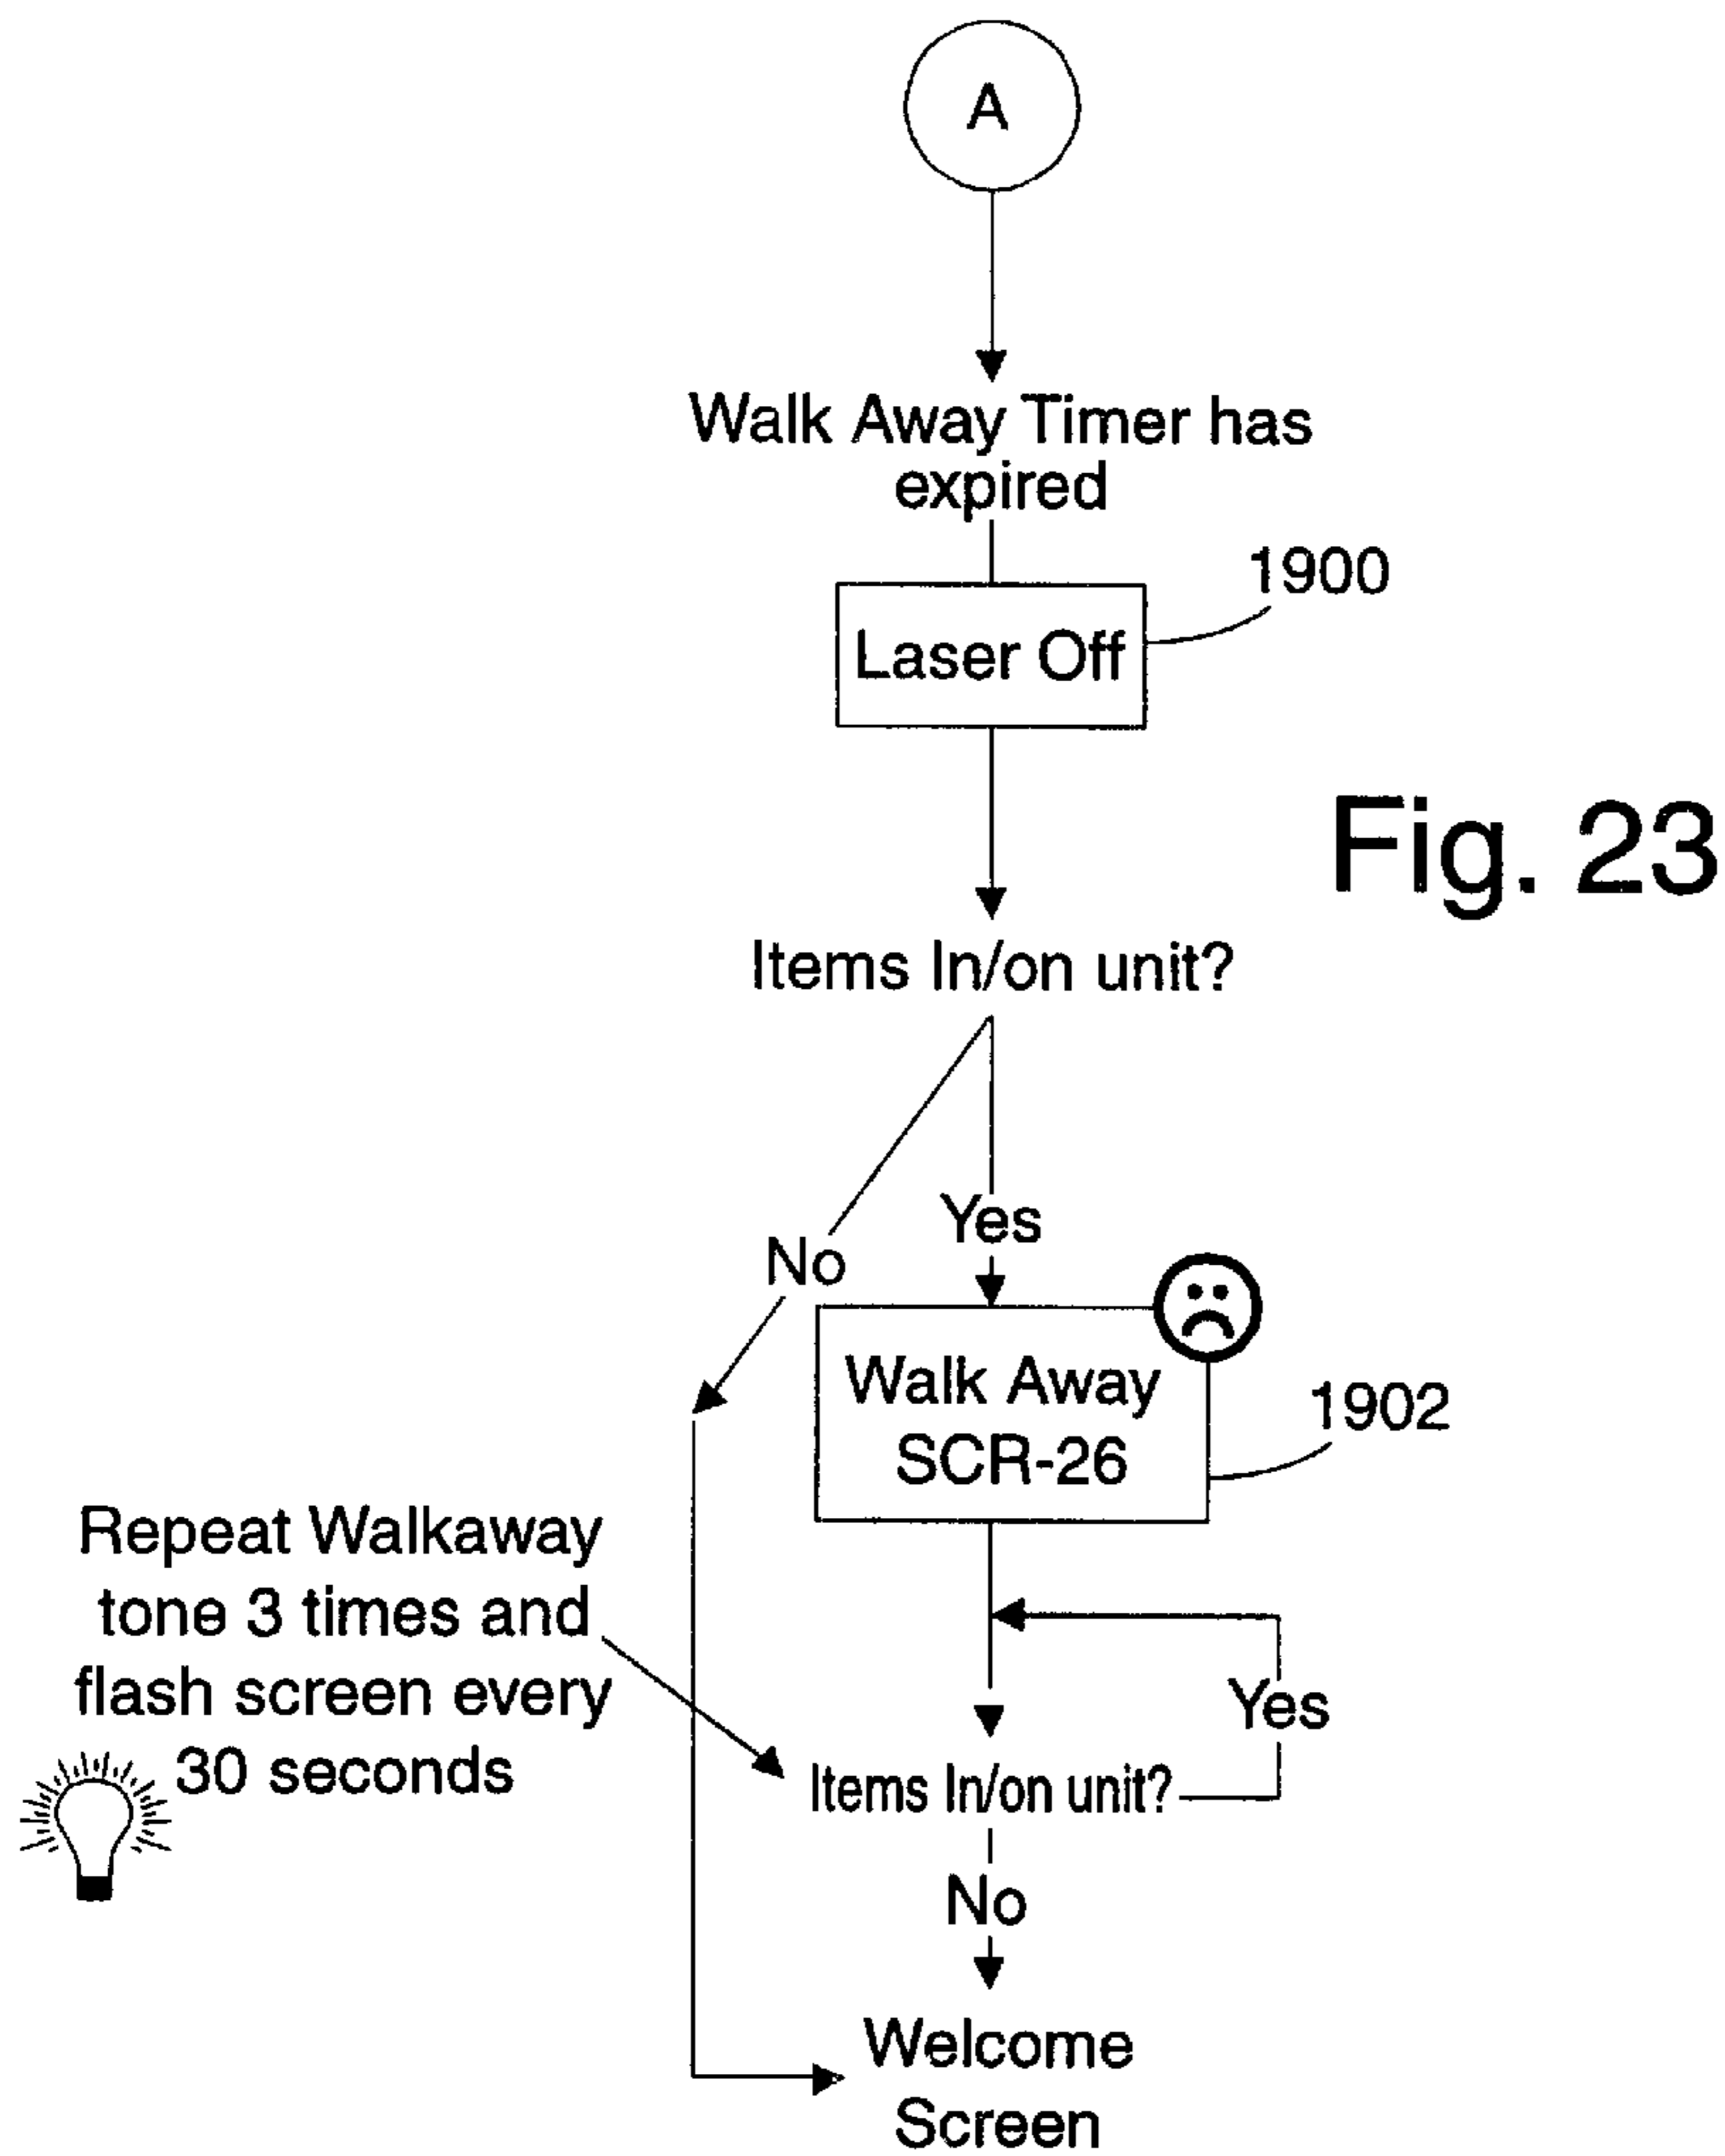 A
Walk Away Timer has
expired
1900
Laser Off
Fig. 23
Items In/on unit?
Yes
No
Walk Away
SCR-26
1902
Repeat Walkaway
tone 3 times and
flash screen every
30 seconds
Yes
Items In/on unit?
No
Welcome
Screen